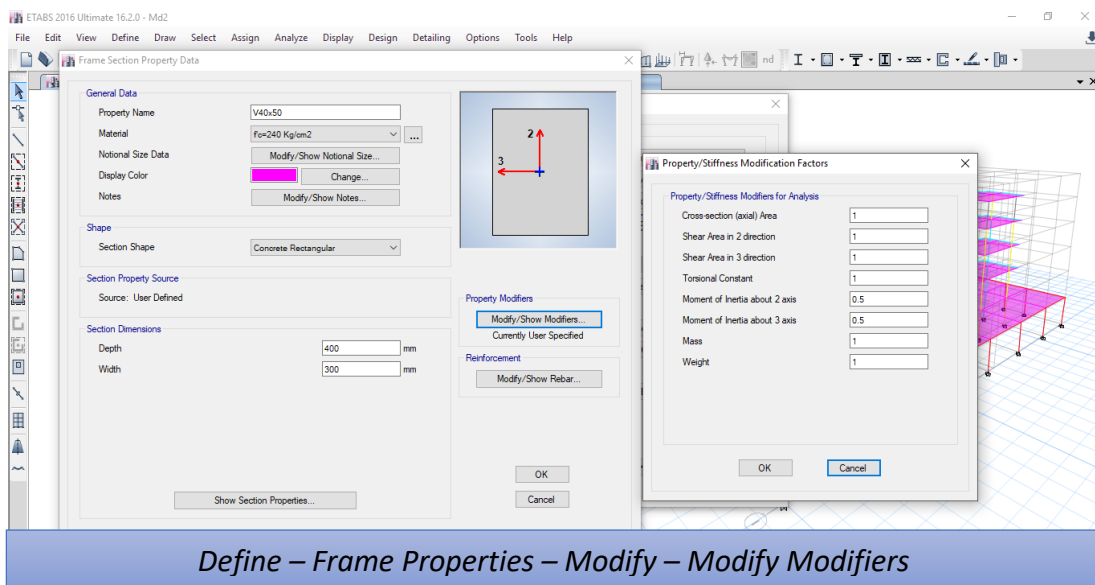 ETABS 2016 Ultimate 16.2.0 - Md2
File Edit View Define Draw Select Assign Analyze Display Design Detailing Options Tools Help
nd
Frame Section Property Data
General Data
Property Name V40x50
Material f'c=240 Kg/cm2 ...
Notional Size Data Modify/Show Notional Size...
Display Color Change...
Notes Modify/Show Notes...
Shape
Section Shape Concrete Rectangular
Section Property Source
Source: User Defined
Section Dimensions
Depth 400 mm
Width 300 mm
Show Section Properties...
2
3
Property Modifiers
Modify/Show Modifiers...
Currently User Specified
Reinforcement
Modify/Show Rebar...
OK
Cancel
Property/Stiffness Modification Factors
Property/Stiffness Modifiers for Analysis
Cross-section (axial) Area 1
Shear Area in 2 direction 1
Shear Area in 3 direction 1
Torsional Constant 1
Moment of Inertia about 2 axis 0.5
Moment of Inertia about 3 axis 0.5
Mass 1
Weight 1
OK Cancel
Define – Frame Properties – Modify – Modify Modifiers